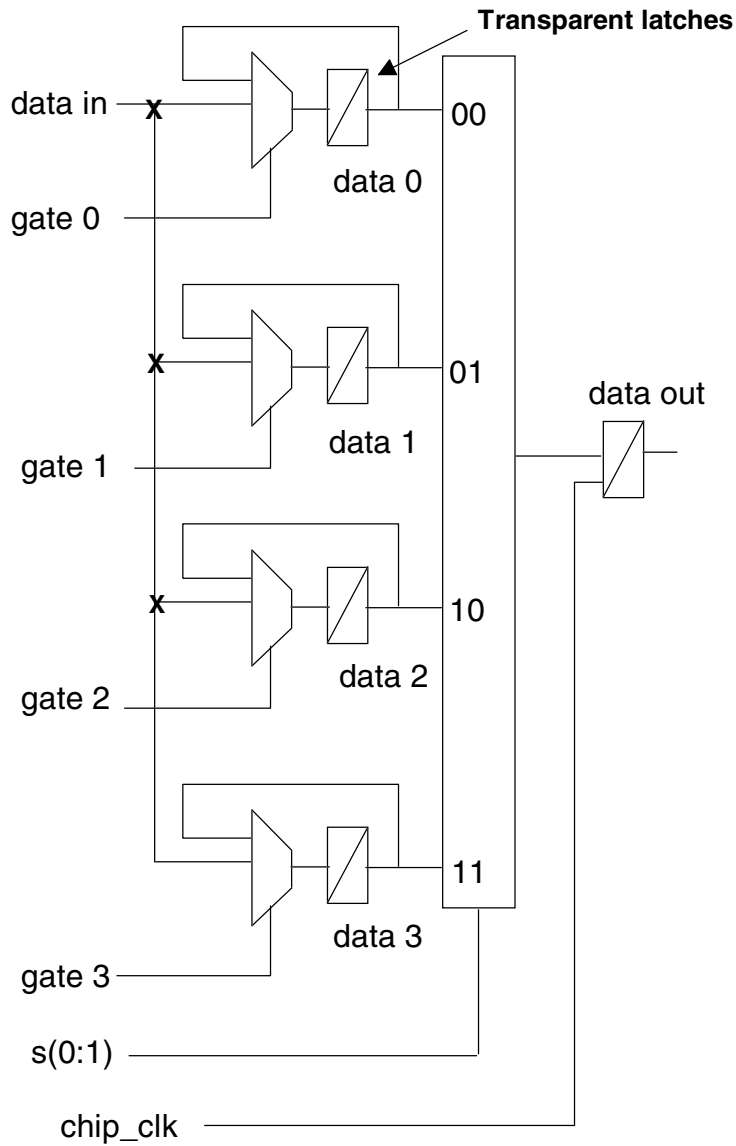 Transparent latches
data in
x
00
data 0
gate 0
x
01
data out
data 1
gate 1
x
10
data 2
gate 2
11
data 3
gate 3
s(0:1)
chip_clk